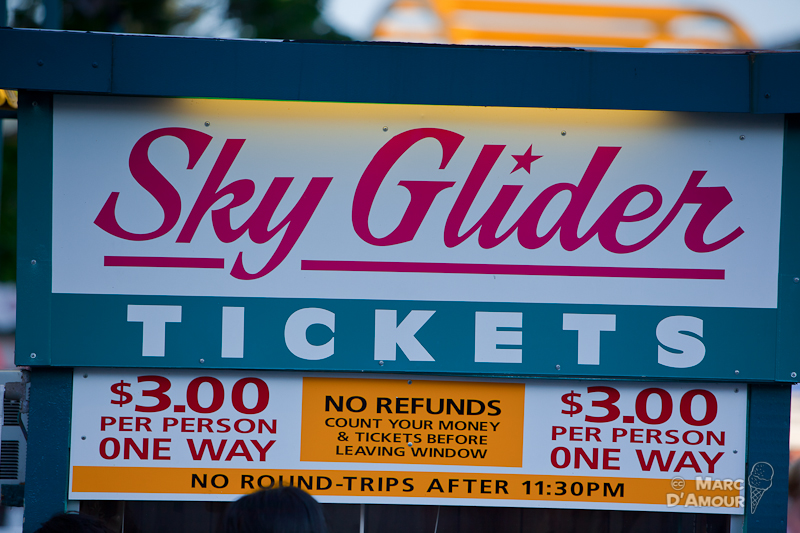 Sky Glider
TICKETS
$3.00
PER PERSON
ONE WAY
NO REFUNDS
COUNT YOUR MONEY
& TICKETS BEFORE
LEAVING WINDOW
$3.00
PER PERSON
ONE WAY
NO ROUND-TRIPS AFTER 11:30PM
cc MARC
D'AMOUR